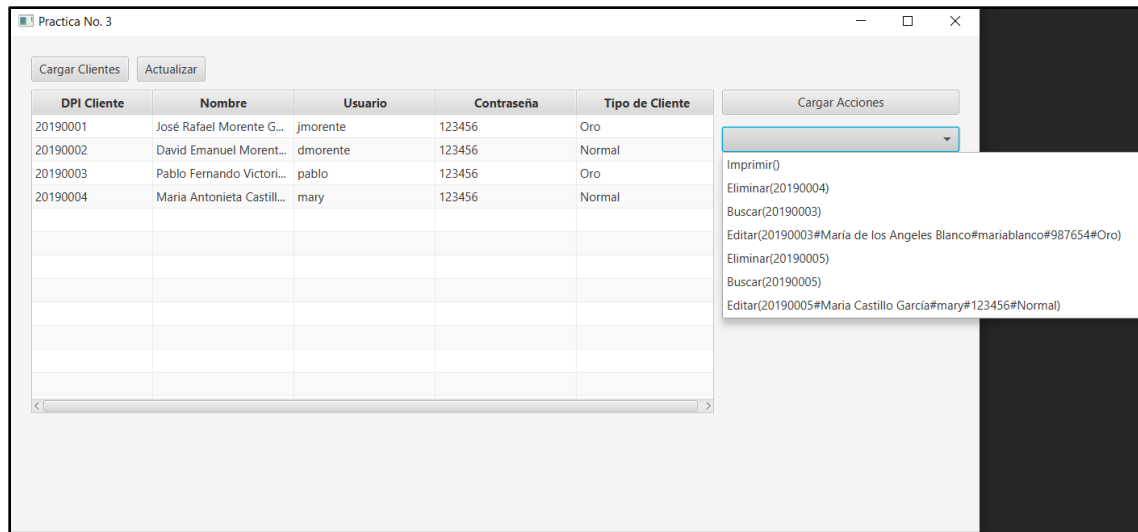 Practica No. 3
Cargar Clientes Actualizar
DPI Cliente Nombre Usuario Contraseña Tipo de Cliente
20190001 José Rafael Morente G... jmorente 123456 Oro
20190002 David Emanuel Morent... dmorente 123456 Normal
20190003 Pablo Fernando Victori... pablo 123456 Oro
20190004 Maria Antonieta Castill... mary 123456 Normal
Cargar Acciones
Imprimir()
Eliminar(20190004)
Buscar(20190003)
Editar(20190003#María de los Angeles Blanco#mariablanco#987654#Oro)
Eliminar(20190005)
Buscar(20190005)
Editar(20190005#Maria Castillo García#mary#123456#Normal)